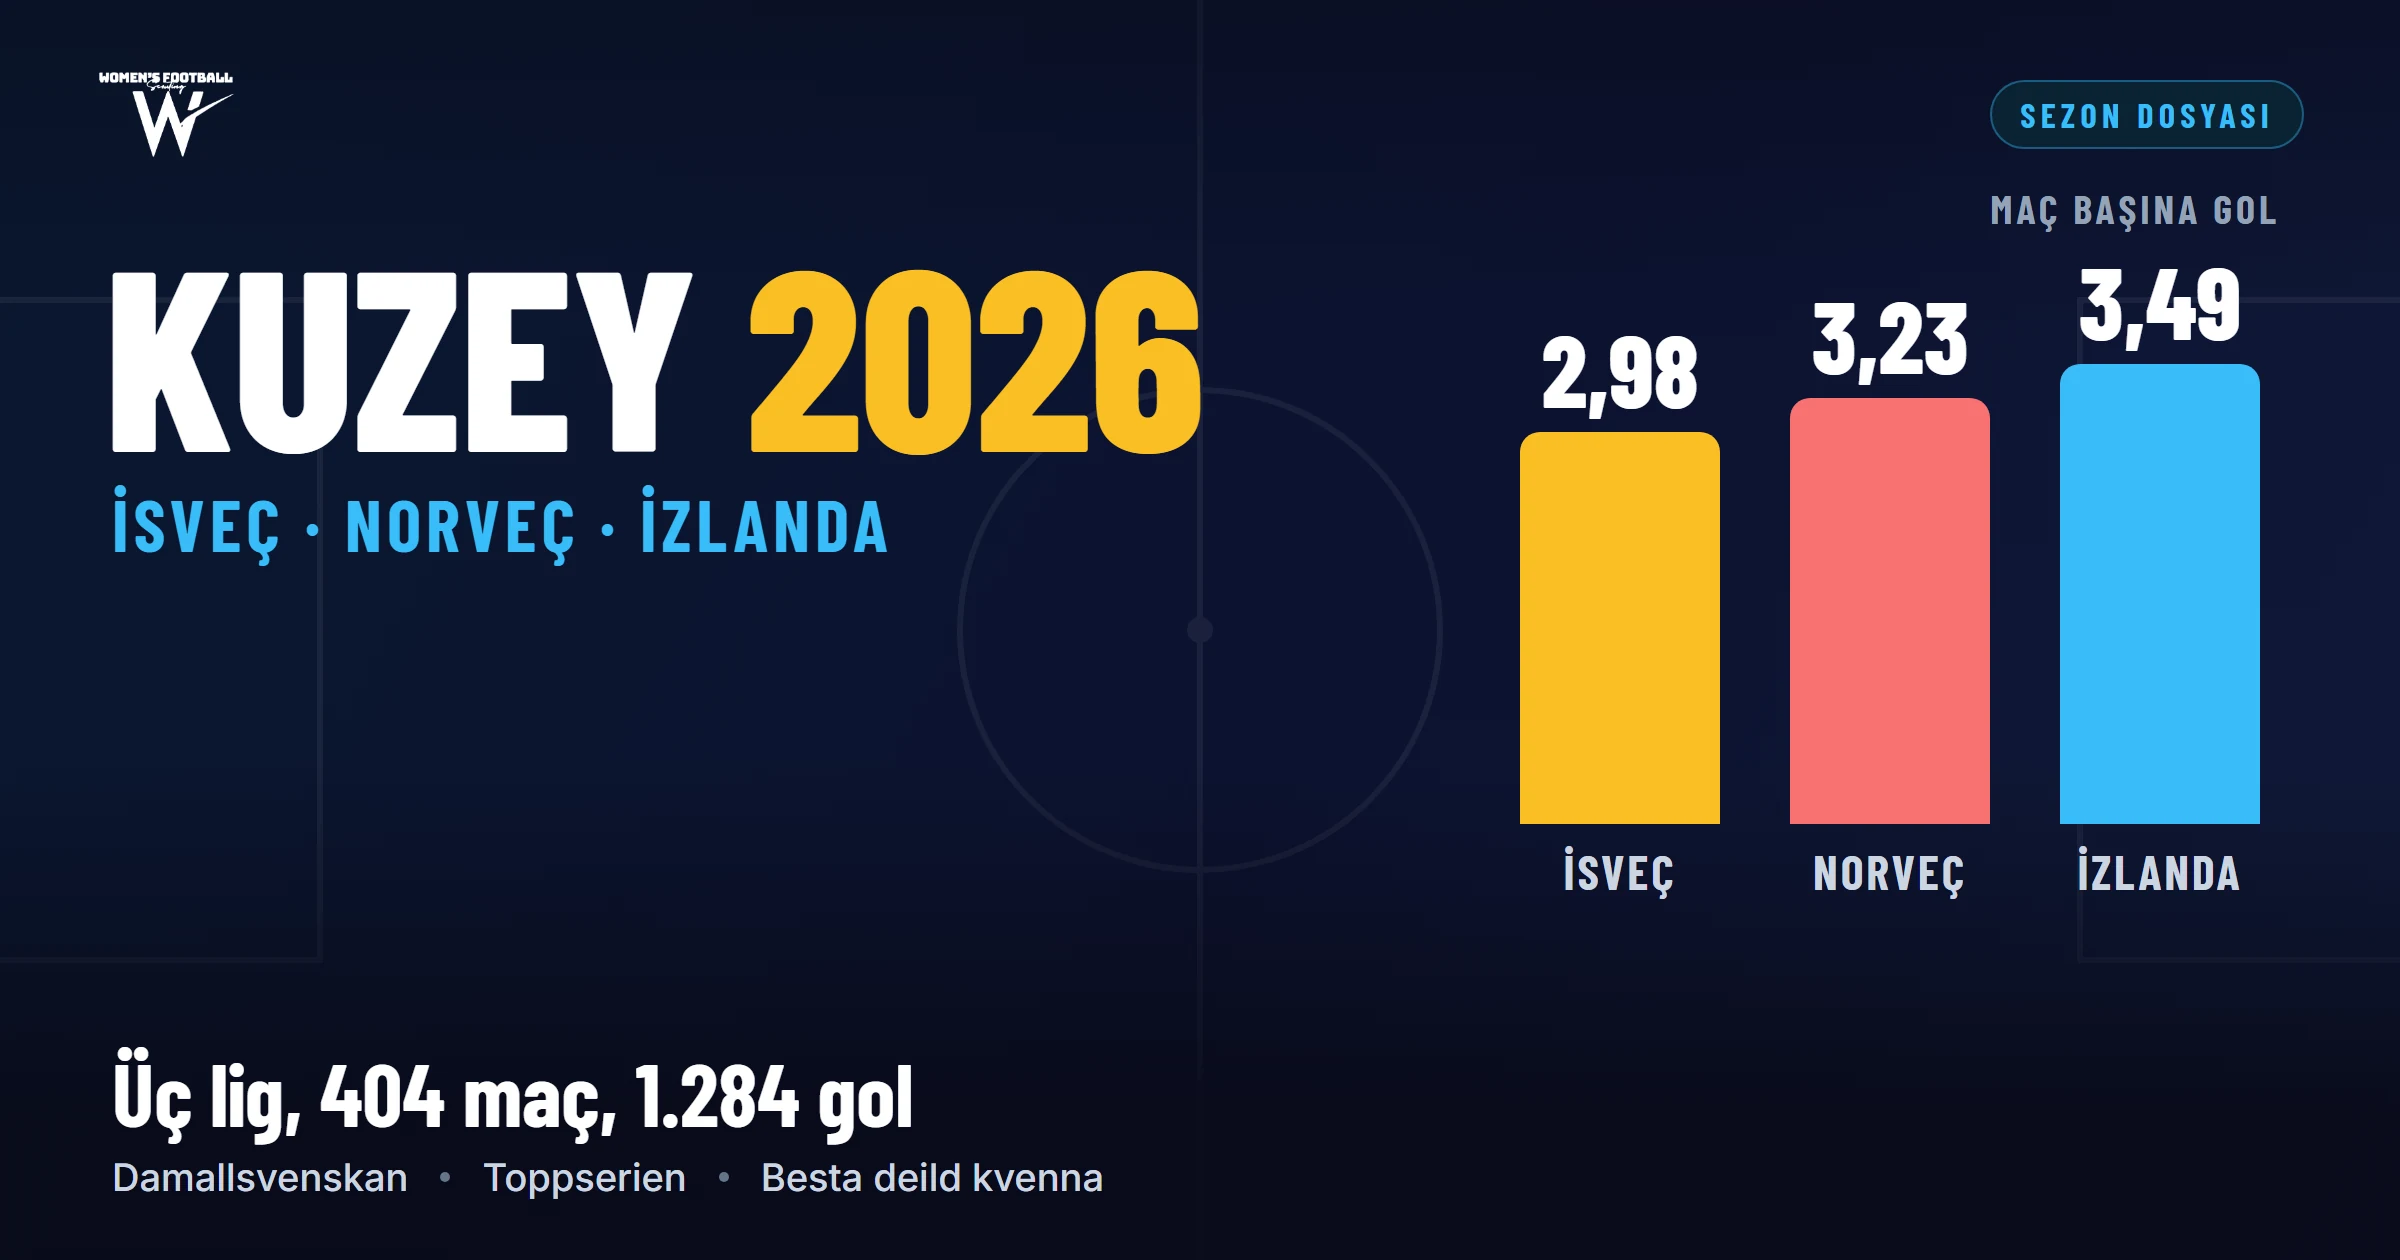 WOMEN'S FOOTBALL
W
SEZON DOSYASI
MAÇ BAŞINA GOL
KUZEY 2026
İSVEÇ · NORVEÇ · İZLANDA
2,98
3,23
3,49
İSVEÇ
NORVEÇ
İZLANDA
Üç lig, 404 maç, 1.284 gol
Damallsvenskan • Toppserien • Besta deild kvenna